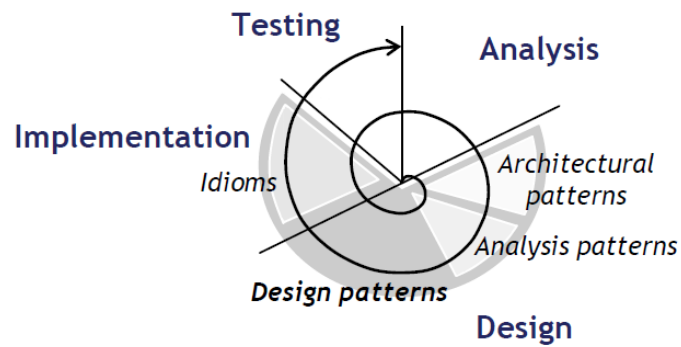 Testing
Analysis
Implementation
Idioms
Architectural
patterns
Analysis patterns
Design patterns
Design